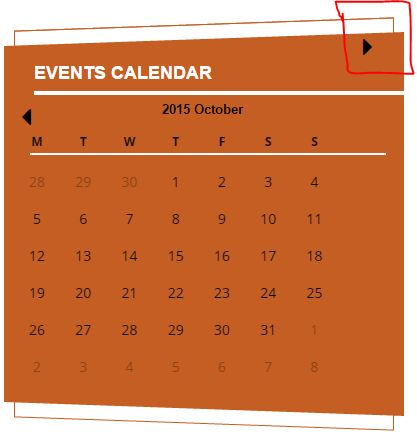 EVENTS CALENDAR
2015 October
M T W T F S S
28 29 30 1 2 3 4
5 6 7 8 9 10 11
12 13 14 15 16 17 18
19 20 21 22 23 24 25
26 27 28 29 30 31 1
2 3 4 5 6 7 8